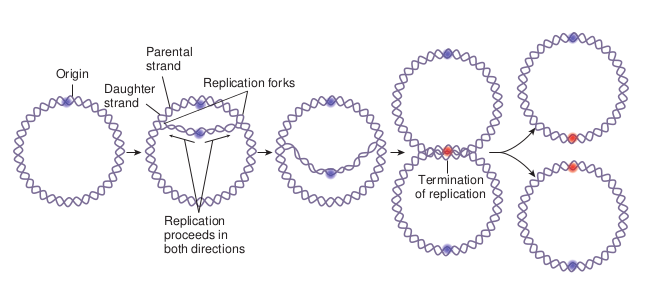 Parental
strand
Origin
Replication forks
Daughter
strand
Termination
of replication
Replication
proceeds in
both directions